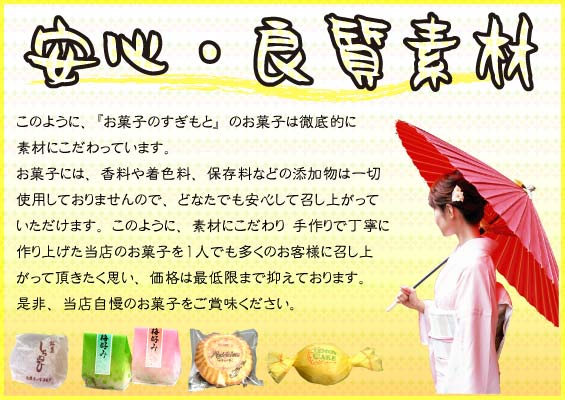 安心・良質素材
このように、『お菓子のすぎもと』のお菓子は徹底的に
素材にこだわっています。
お菓子には、香料や着色料、保存料などの添加物は一切
使用しておりませんので、どなたでも安心して召し上がって
いただけます。このように、素材にこだわり 手作りで丁寧に
作り上げた当店のお菓子を1人でも多くのお客様に召し上
がって頂きたく思い、価格は最低限まで抑えております。
是非、当店自慢のお菓子をご賞味ください。
梅好み
梅好み
Madeleine
LEMON
CAKE